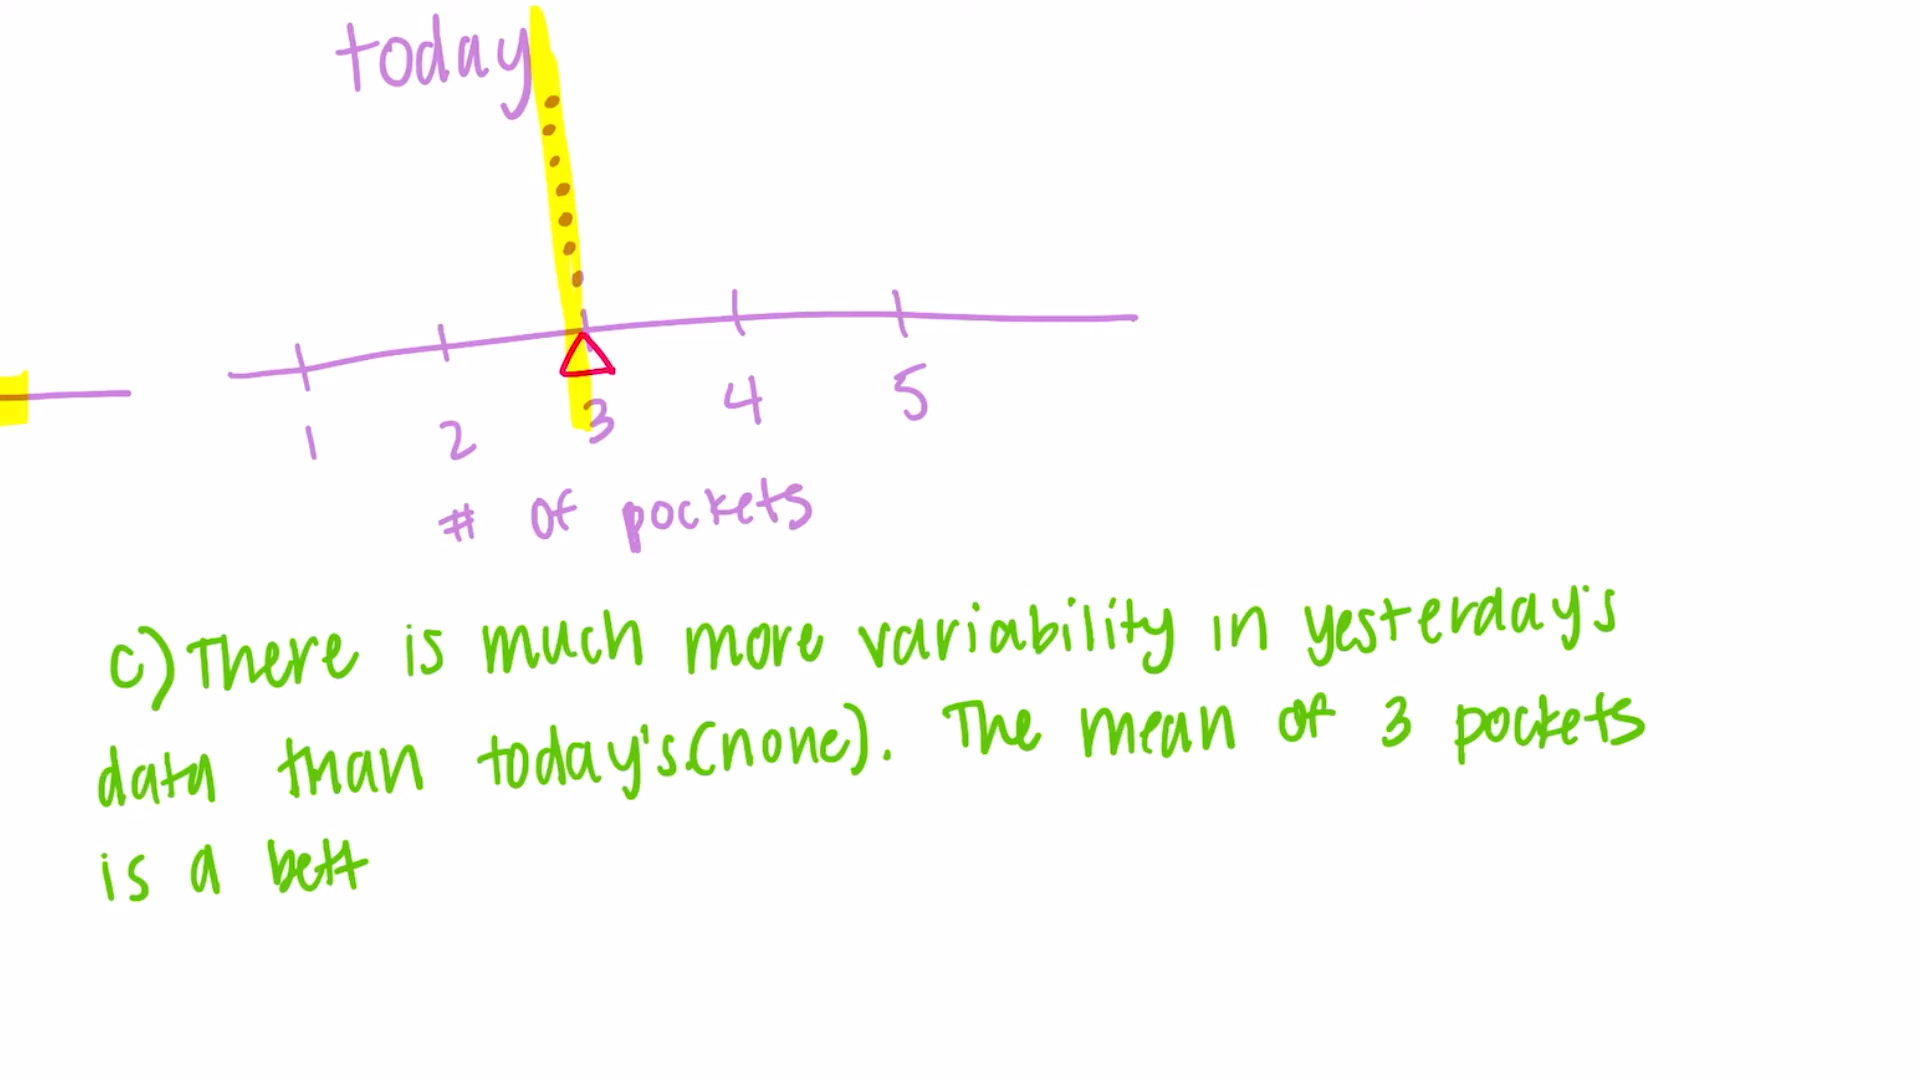 today
1 2 3 4 5
# of pockets
c) There is much more variability in yesterday's
data than today's (none). The mean of 3 pockets
is a bett